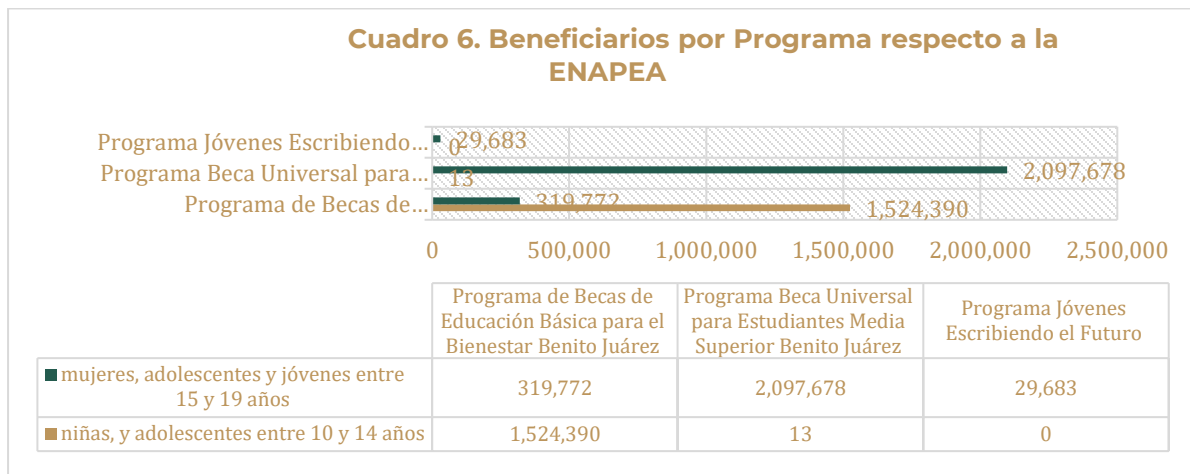 Cuadro 6. Beneficiarios por Programa respecto a la
ENAPEA
Programa Jóvenes Escribiendo...
29,683
0
Programa Beca Universal para...
2,097,678
13
Programa de Becas de...
319,772
1,524,390
0 500,000 1,000,000 1,500,000 2,000,000 2,500,000
Programa de Becas de
Educación Básica para el
Bienestar Benito Juárez
Programa Beca Universal
para Estudiantes Media
Superior Benito Juárez
Programa Jóvenes
Escribiendo el Futuro
mujeres, adolescentes y jóvenes entre
15 y 19 años
319,772 2,097,678 29,683
niñas, y adolescentes entre 10 y 14 años 1,524,390 13 0